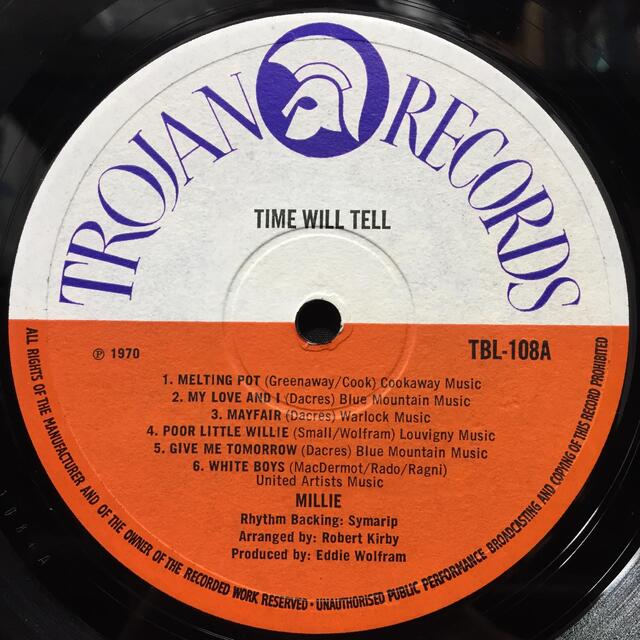 TROJAN RECORDS
TIME WILL TELL
℗ 1970
TBL-108A
1. MELTING POT (Greenaway/Cook) Cookaway Music
2. MY LOVE AND I (Dacres) Blue Mountain Music
3. MAYFAIR (Dacres) Warlock Music
4. POOR LITTLE WILLIE (Small/Wolfram) Louvigny Music
5. GIVE ME TOMORROW (Dacres) Blue Mountain Music
6. WHITE BOYS (MacDermot/Rado/Ragni)
United Artists Music
MILLIE
Rhythm Backing: Symarip
Arranged by: Robert Kirby
Produced by: Eddie Wolfram
ALL RIGHTS OF THE MANUFACTURER AND OF THE OWNER OF THE RECORDED WORK RESERVED · UNAUTHORISED PUBLIC PERFORMANCE BROADCASTING AND COPYING OF THIS RECORD PROHIBITED